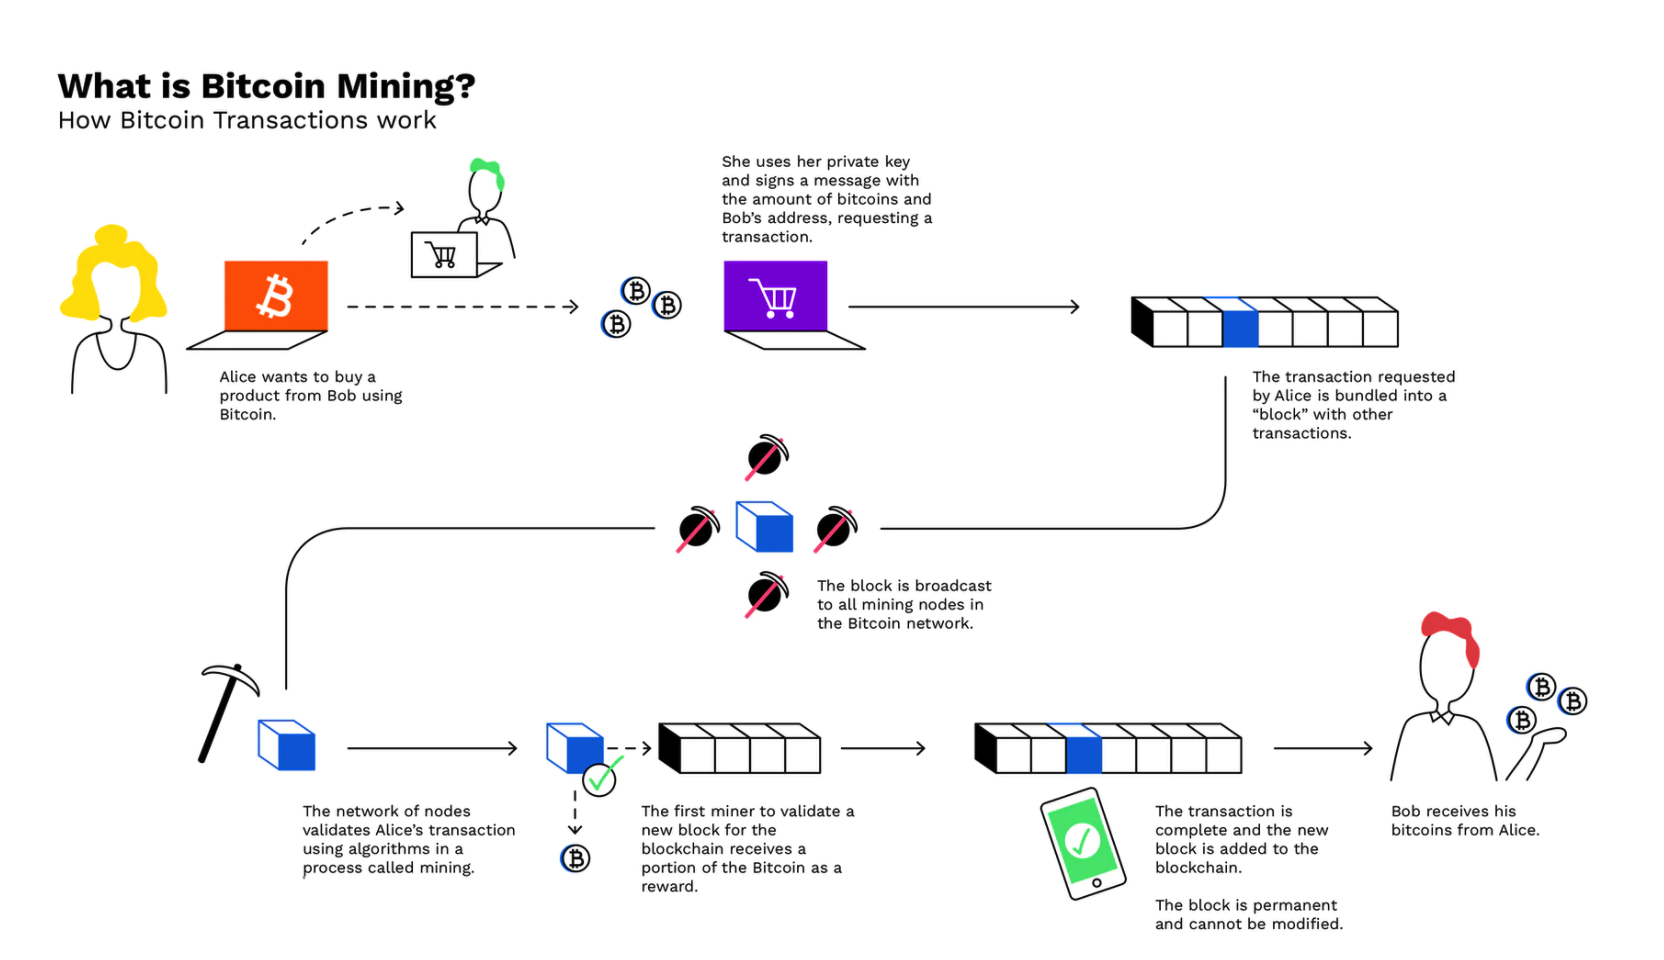 What is Bitcoin Mining?
How Bitcoin Transactions work
She uses her private key
and signs a message with
the amount of bitcoins and
Bob's address, requesting a
transaction.
Alice wants to buy a
product from Bob using
Bitcoin.
The transaction requested
by Alice is bundled into a
“block” with other
transactions.
The block is broadcast
to all mining nodes in
the Bitcoin network.
The network of nodes
validates Alice's transaction
using algorithms in a
process called mining.
The first miner to validate a
new block for the
blockchain receives a
portion of the Bitcoin as a
reward.
The transaction is
complete and the new
block is added to the
blockchain.
The block is permanent
and cannot be modified.
Bob receives his
bitcoins from Alice.